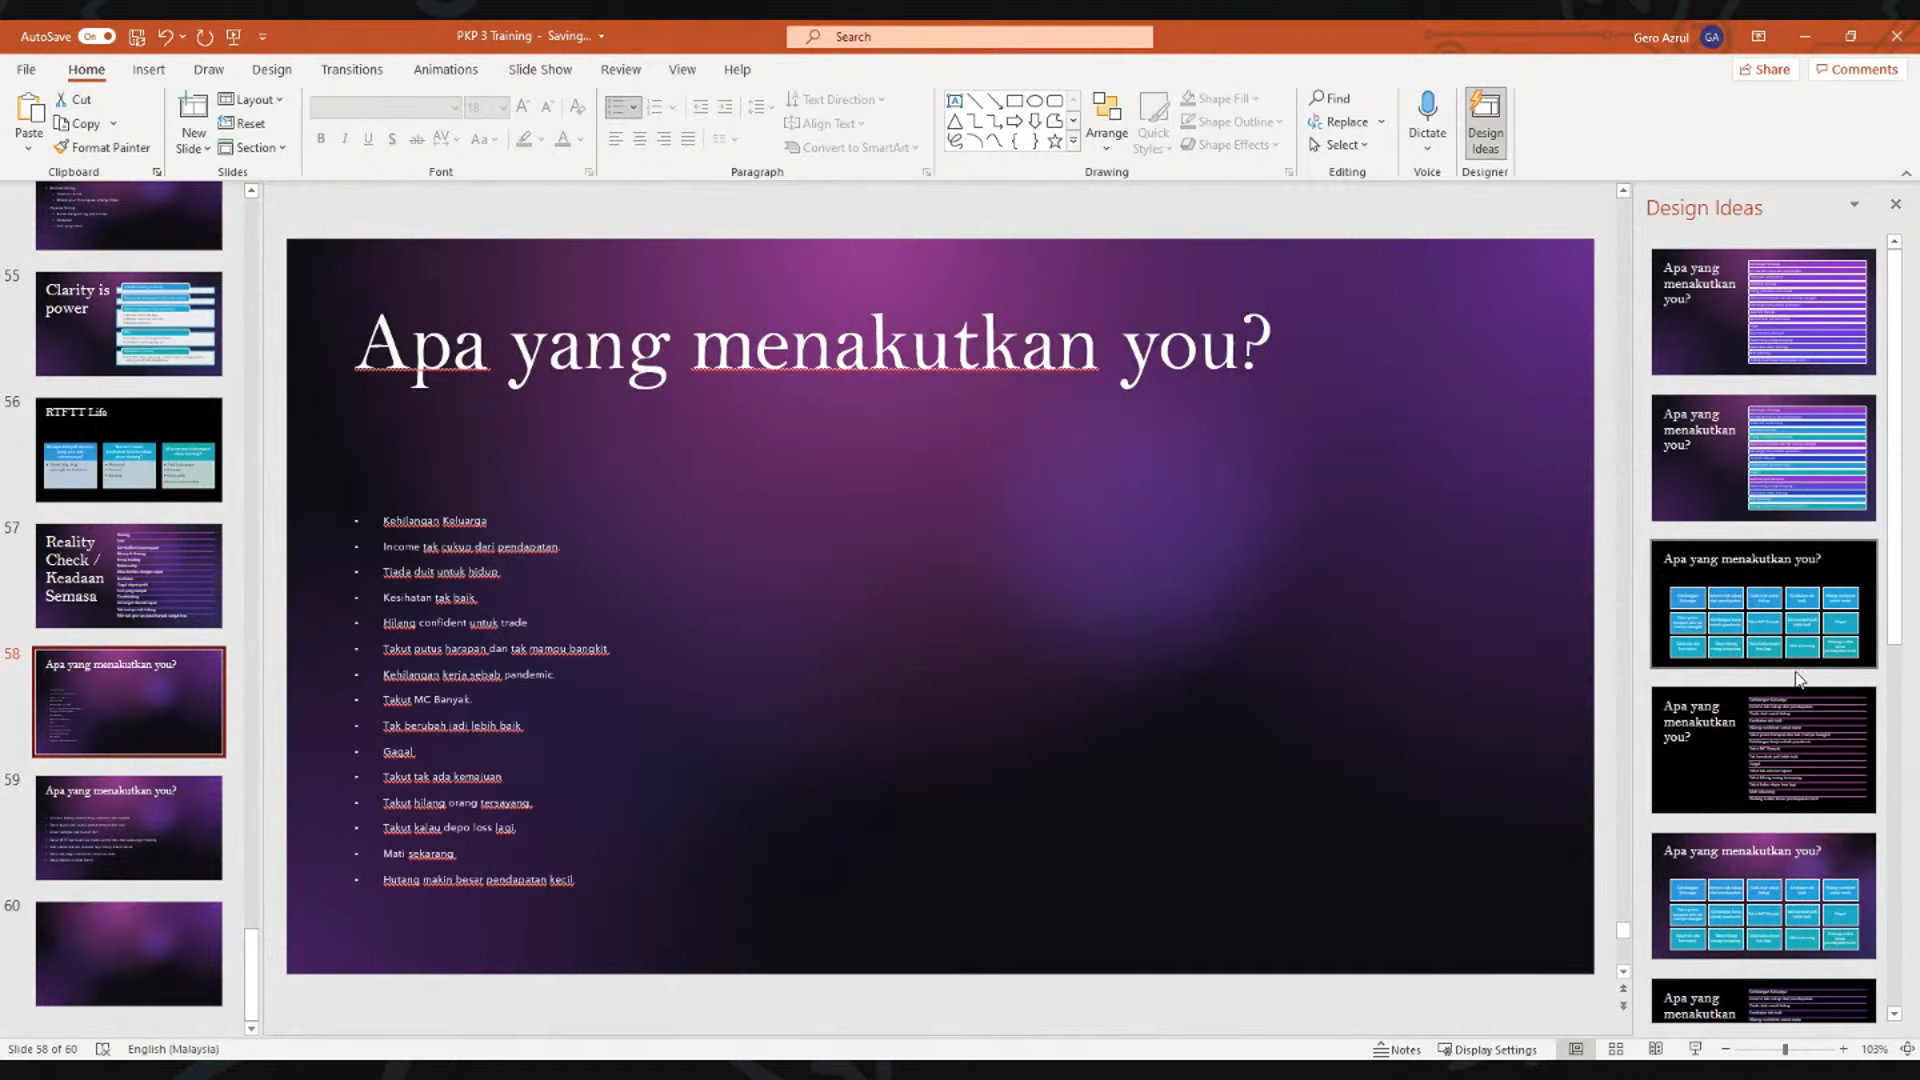 AutoSave On PKP 3 Training - Saving... Search Gero Azrul GA
File Home Insert Draw Design Transitions Animations Slide Show Review View Help Share Comments
Paste Cut Copy Format Painter Clipboard
New Slide Layout Reset Section Slides
18 Font
Text Direction Align Text Convert to SmartArt Paragraph
Arrange Quick Styles Shape Fill Shape Outline Shape Effects Drawing
Find Replace Select Editing
Dictate Voice
Design Ideas Designer
55
Clarity is
power
56
RTFTT Life
57
Reality
Check /
Keadaan
Semasa
58
Apa yang menakutkan you?
59
Apa yang menakutkan you?
60
Apa yang menakutkan you?
Kehilangan Keluarga
Income tak cukup dari pendapatan.
Tiada duit untuk hidup.
Kesihatan tak baik.
Hilang confident untuk trade
Takut putus harapan dan tak mampu bangkit.
Kehilangan kerja sebab pandemic.
Takut MC Banyak.
Tak berubah jadi lebih baik.
Gagal.
Takut tak ada kemajuan
Takut hilang orang tersayang.
Takut kalau depo loss lagi.
Mati sekarang.
Hutang makin besar pendapatan kecil.
Design Ideas
Apa yang
menakutkan
you?
Apa yang
menakutkan
you?
Apa yang menakutkan you?
Apa yang
menakutkan
you?
Apa yang menakutkan you?
Apa yang
menakutkan
Slide 58 of 60 English (Malaysia) Notes Display Settings 103%